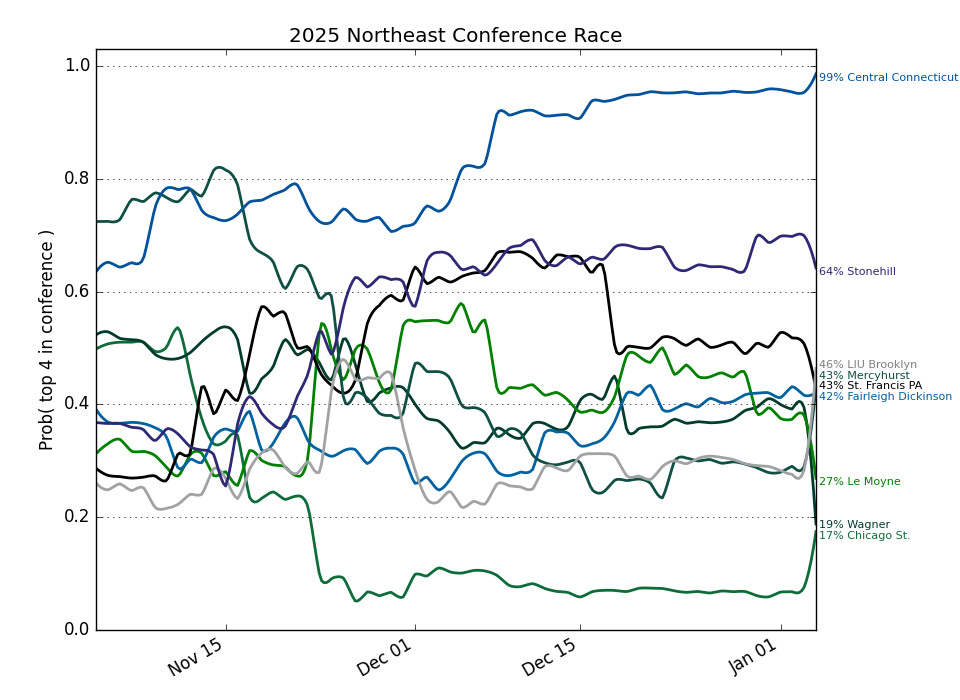 2025 Northeast Conference Race
Prob( top 4 in conference )
1.0
0.8
0.6
0.4
0.2
0.0
Nov 15
Dec 01
Dec 15
Jan 01
99% Central Connecticut
64% Stonehill
46% LIU Brooklyn
43% Mercyhurst
43% St. Francis PA
42% Fairleigh Dickinson
27% Le Moyne
19% Wagner
17% Chicago St.